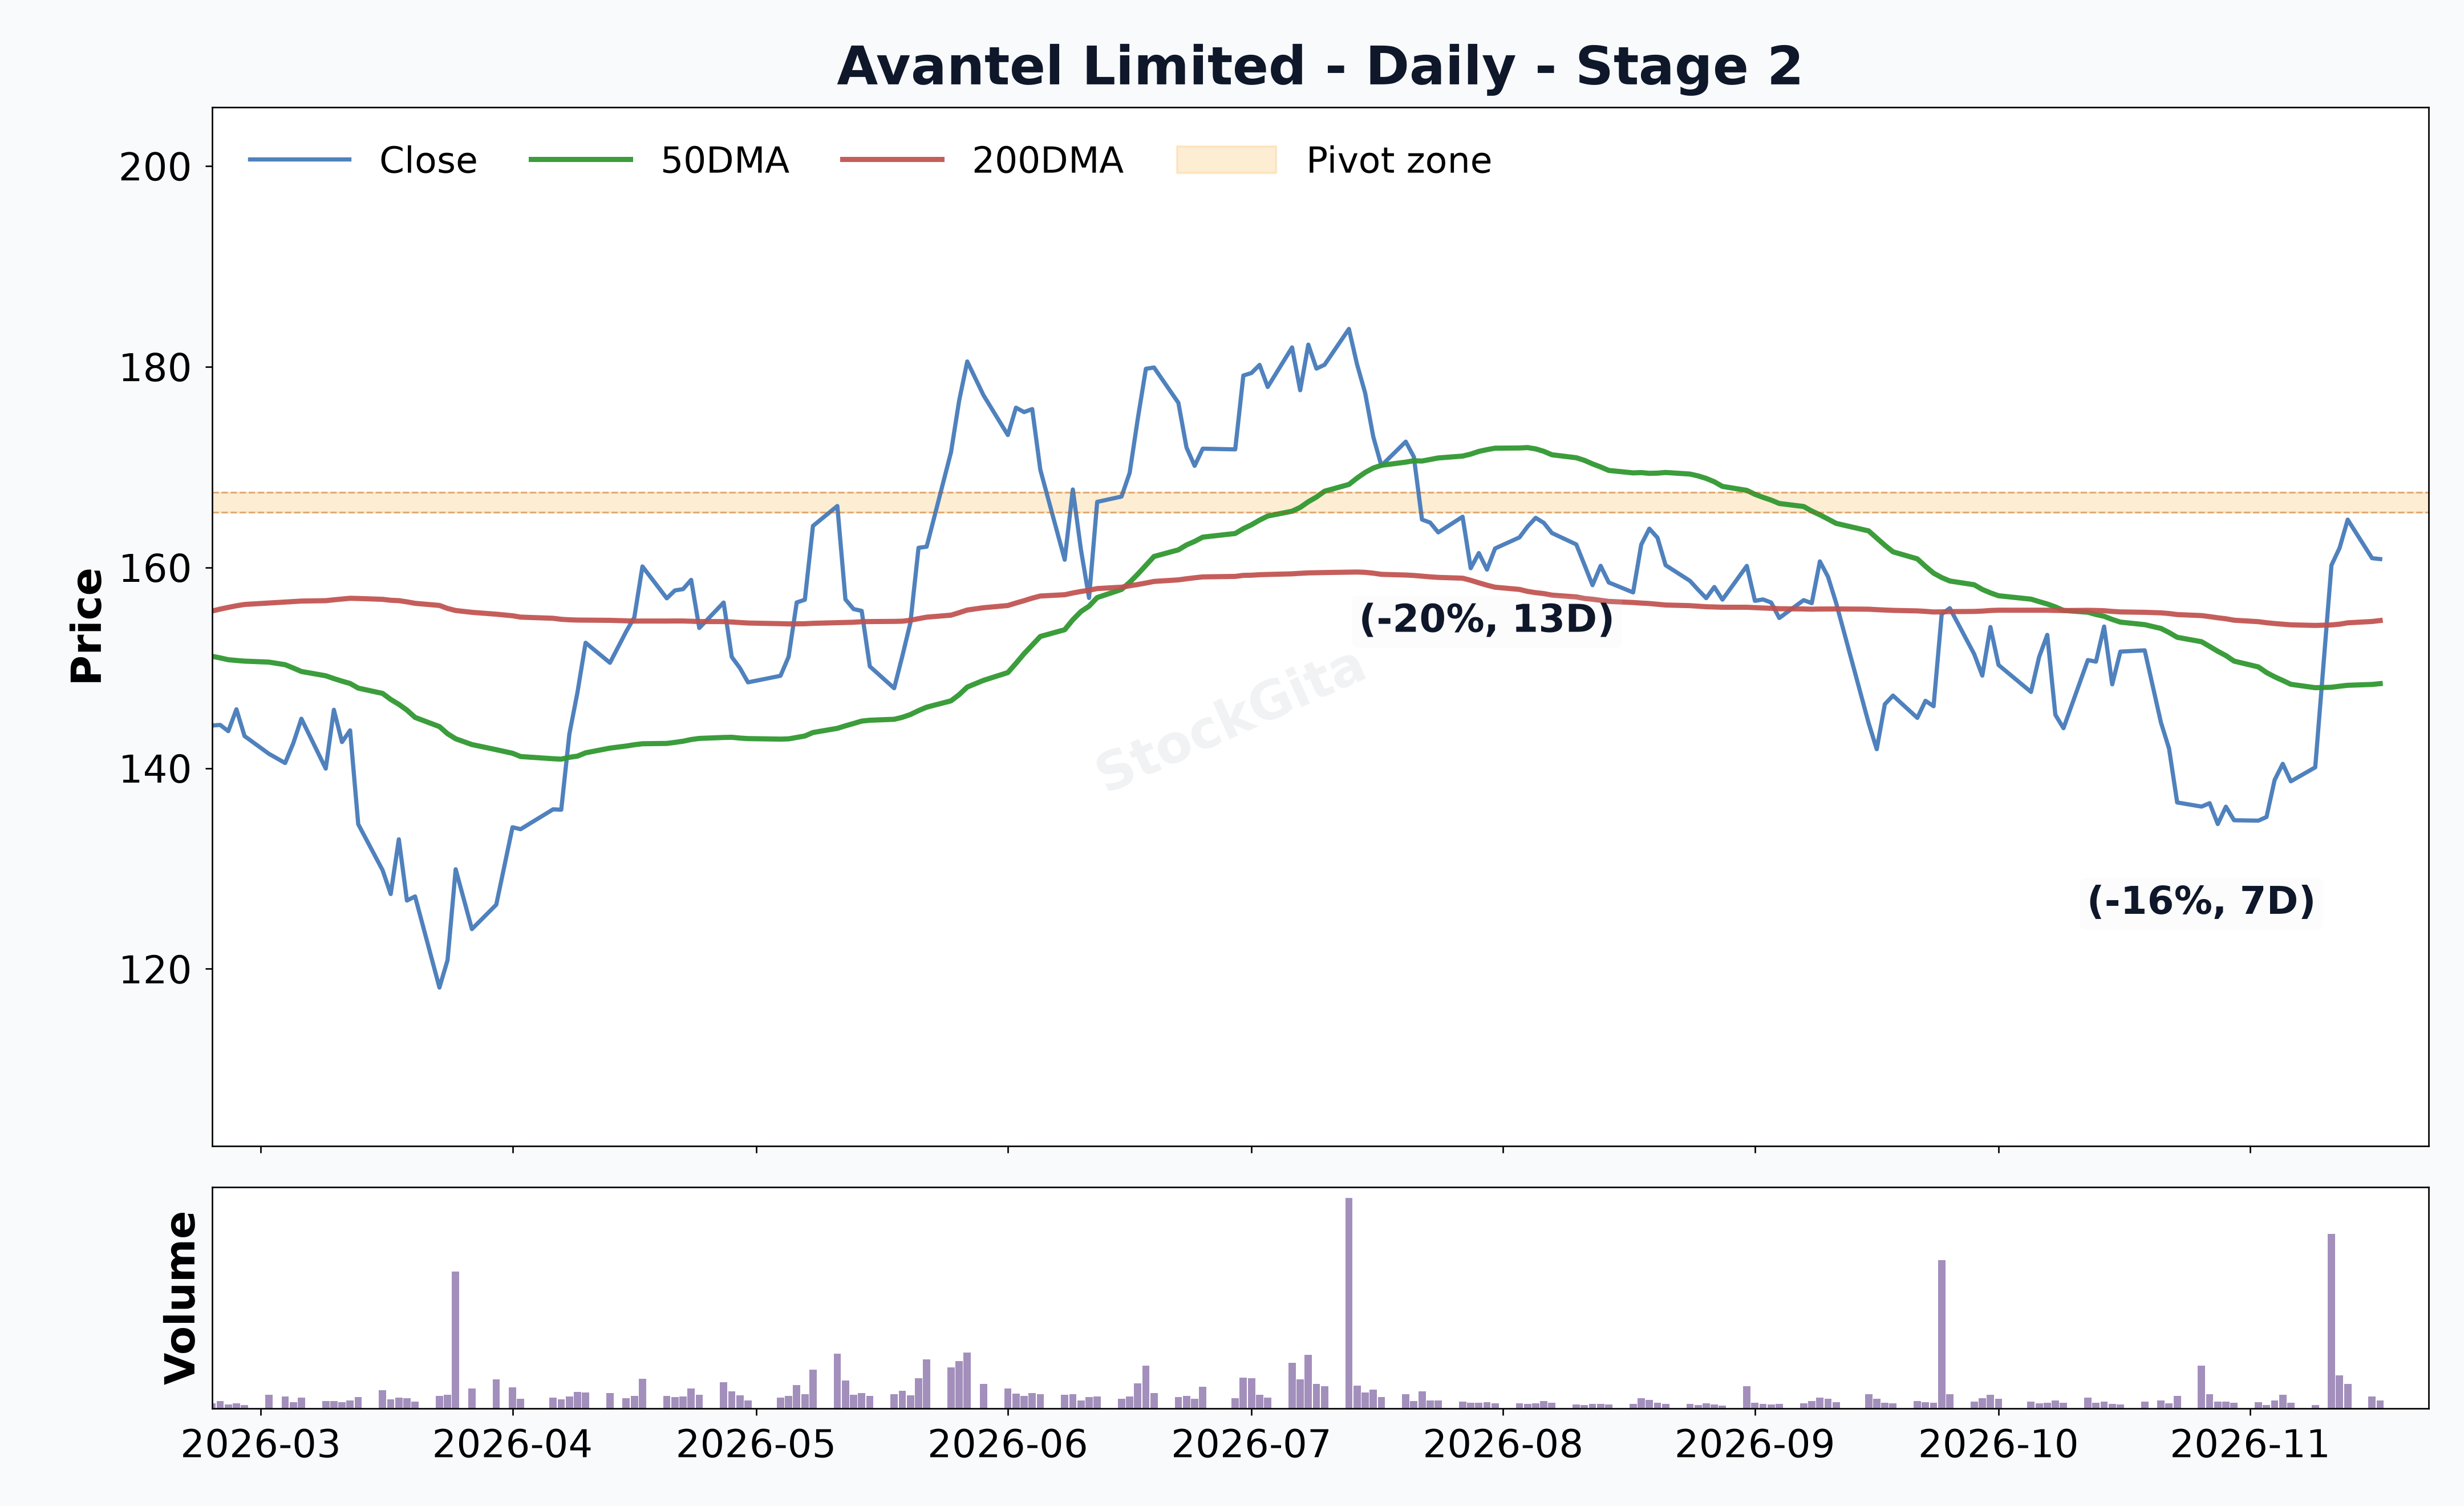 Avantel Limited - Daily - Stage 2
Close 50DMA 200DMA Pivot zone
200
180
160
140
120
Price
(-20%, 13D)
StockGita
(-16%, 7D)
Volume
2026-03 2026-04 2026-05 2026-06 2026-07 2026-08 2026-09 2026-10 2026-11